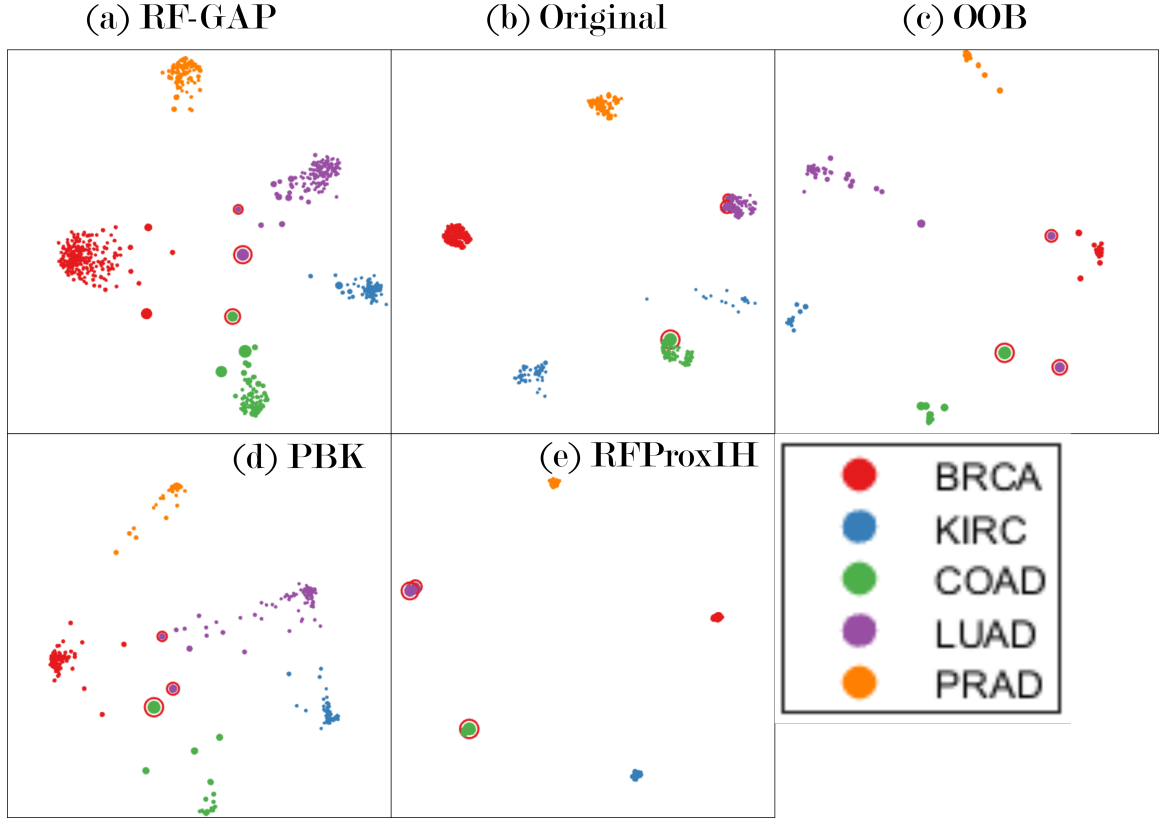 (a) RF-GAP
(b) Original
(c) OOB
(d) PBK
(e) RFProxIH
BRCA
KIRC
COAD
LUAD
PRAD